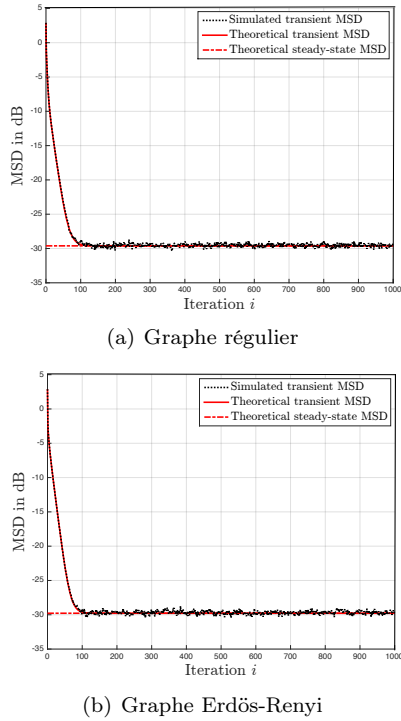 5
0
-5
-10
-15
-20
-25
-30
-35
MSD in dB
Simulated transient MSD
Theoretical transient MSD
Theoretical steady-state MSD
0 100 200 300 400 500 600 700 800 900 1000
Iteration i
(a) Graphe régulier
5
0
-5
-10
-15
-20
-25
-30
-35
MSD in dB
Simulated transient MSD
Theoretical transient MSD
Theoretical steady-state MSD
0 100 200 300 400 500 600 700 800 900 1000
Iteration i
(b) Graphe Erdös-Renyi